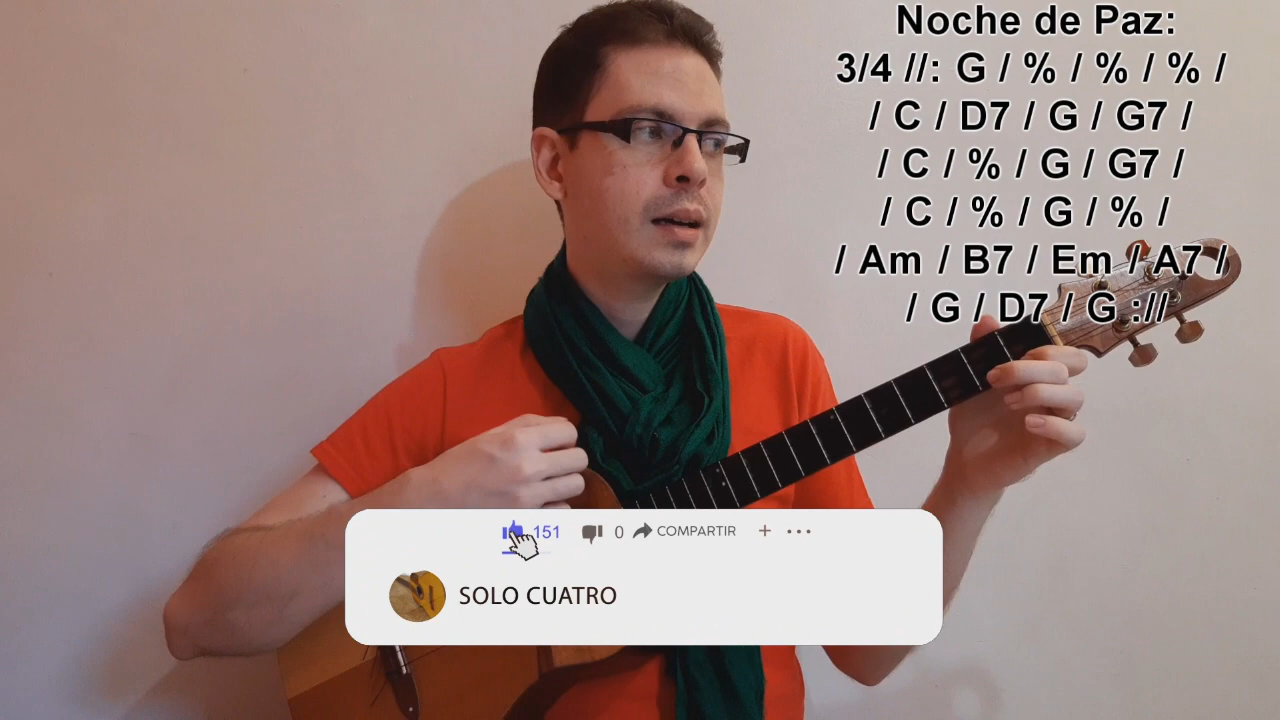 Noche de Paz:
3/4 //: G / % / % / % /
/ C / D7 / G / G7 /
/ C / % / G / G7 /
/ C / % / G / % /
/ Am / B7 / Em / A7 /
/ G / D7 / G ://
151 0 COMPARTIR + ...
SOLO CUATRO